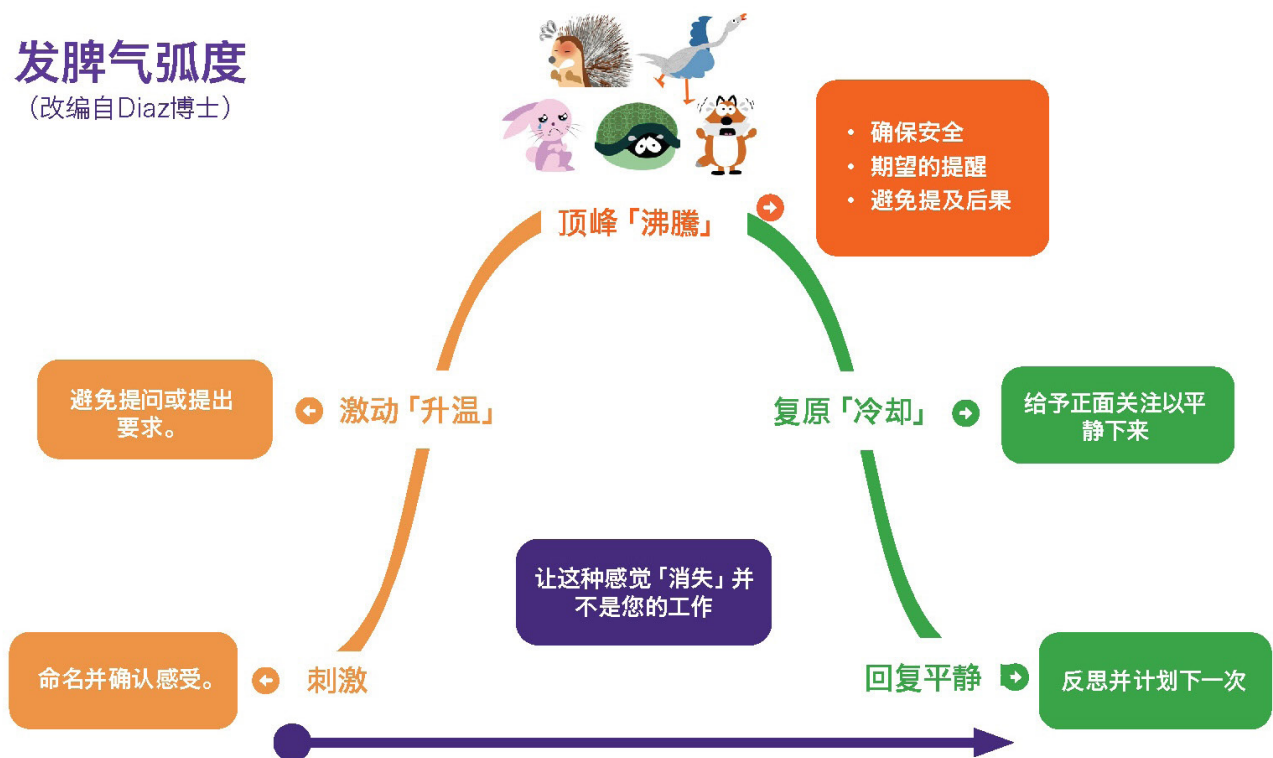 发脾气弧度
（改编自Diaz博士）
• 确保安全
• 期望的提醒
• 避免提及后果
顶峰「沸騰」
避免提问或提出
要求。
激动「升温」
复原「冷却」
给予正面关注以平
静下来
让这种感觉「消失」并
不是您的工作
命名并确认感受。
刺激
回复平静
反思并计划下一次